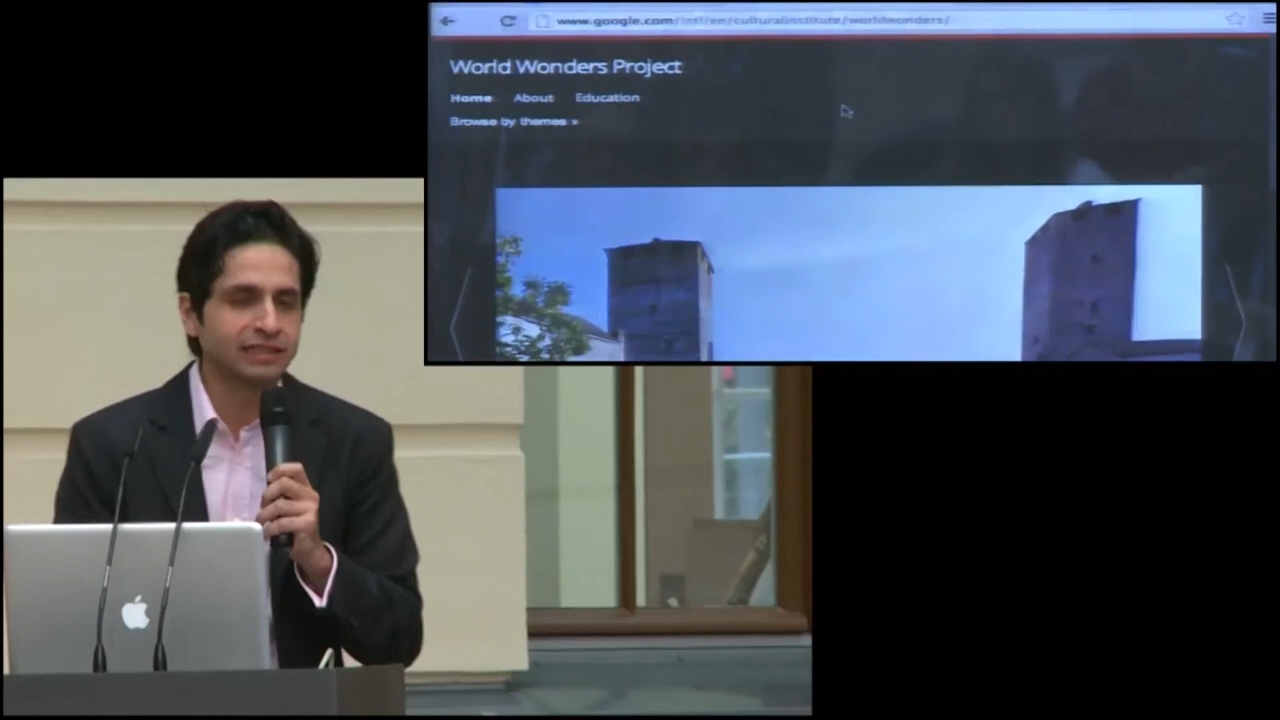 www.google.com/intl/en/culturalinstitute/worldwonders/
World Wonders Project
Home About Education
Browse by themes »